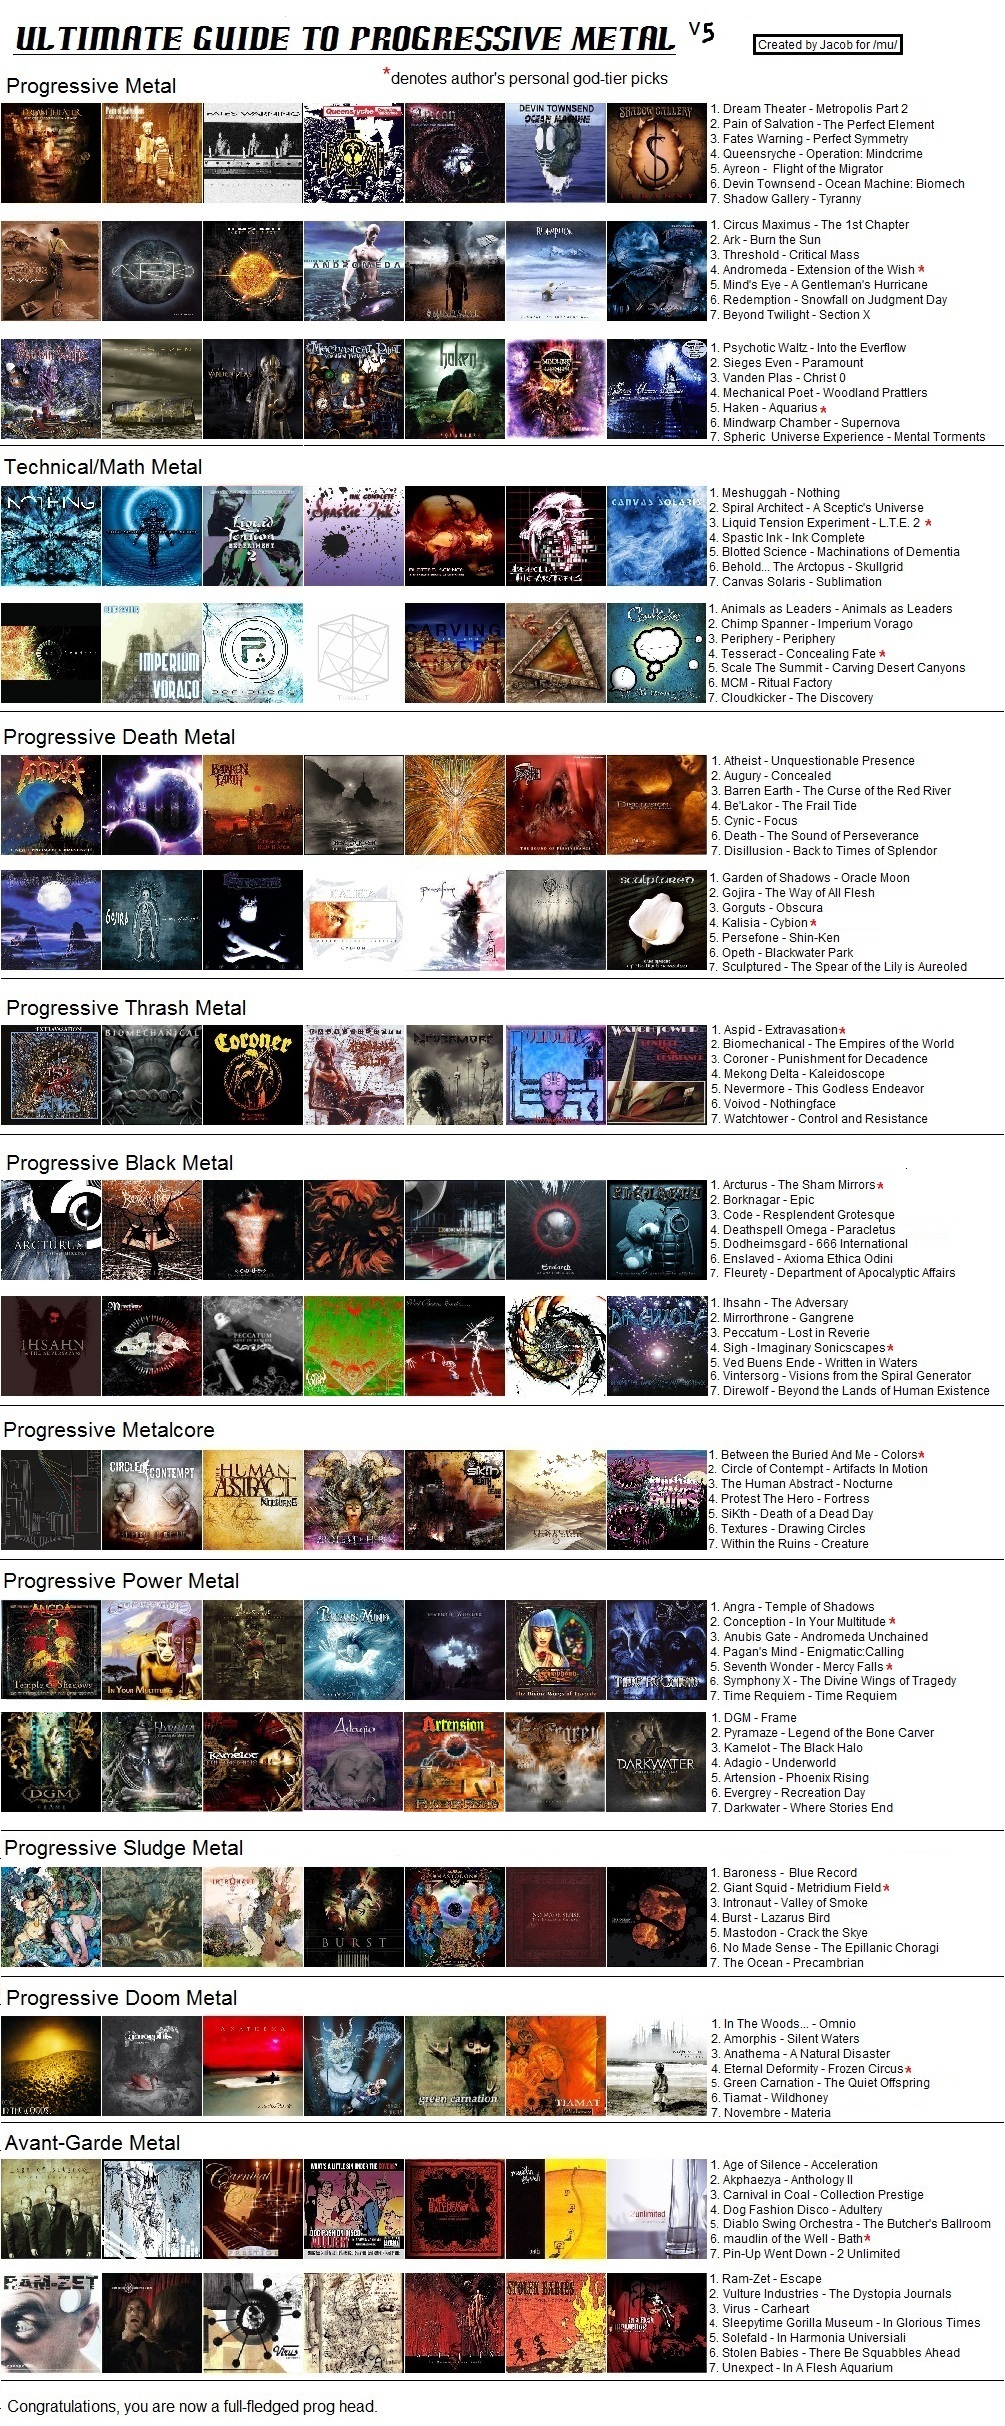 ULTIMATE GUIDE TO PROGRESSIVE METAL V5
Created by Jacob for /mu/
*denotes author's personal god-tier picks
Progressive Metal
1. Dream Theater - Metropolis Part 2
2. Pain of Salvation - The Perfect Element
3. Fates Warning - Perfect Symmetry
4. Queensryche - Operation: Mindcrime
5. Ayreon - Flight of the Migrator
6. Devin Townsend - Ocean Machine: Biomech
7. Shadow Gallery - Tyranny
1. Circus Maximus - The 1st Chapter
2. Ark - Burn the Sun
3. Threshold - Critical Mass
4. Andromeda - Extension of the Wish *
5. Mind's Eye - A Gentleman's Hurricane
6. Redemption - Snowfall on Judgment Day
7. Beyond Twilight - Section X
1. Psychotic Waltz - Into the Everflow
2. Sieges Even - Paramount
3. Vanden Plas - Christ 0
4. Mechanical Poet - Woodland Prattlers
5. Haken - Aquarius *
6. Mindwarp Chamber - Supernova
7. Spheric Universe Experience - Mental Torments
Technical/Math Metal
1. Meshuggah - Nothing
2. Spiral Architect - A Sceptic's Universe
3. Liquid Tension Experiment - L.T.E. 2 *
4. Spastic Ink - Ink Complete
5. Blotted Science - Machinations of Dementia
6. Behold... The Arctopus - Skullgrid
7. Canvas Solaris - Sublimation
1. Animals as Leaders - Animals as Leaders
2. Chimp Spanner - Imperium Vorago
3. Periphery - Periphery
4. Tesseract - Concealing Fate *
5. Scale The Summit - Carving Desert Canyons
6. MCM - Ritual Factory
7. Cloudkicker - The Discovery
Progressive Death Metal
1. Atheist - Unquestionable Presence
2. Augury - Concealed
3. Barren Earth - The Curse of the Red River
4. Be'Lakor - The Frail Tide
5. Cynic - Focus
6. Death - The Sound of Perseverance
7. Disillusion - Back to Times of Splendor
1. Garden of Shadows - Oracle Moon
2. Gojira - The Way of All Flesh
3. Gorguts - Obscura
4. Kalisia - Cybion *
5. Persefone - Shin-Ken
6. Opeth - Blackwater Park
7. Sculptured - The Spear of the Lily is Aureoled
Progressive Thrash Metal
1. Aspid - Extravasation*
2. Biomechanical - The Empires of the World
3. Coroner - Punishment for Decadence
4. Mekong Delta - Kaleidoscope
5. Nevermore - This Godless Endeavor
6. Voivod - Nothingface
7. Watchtower - Control and Resistance
Progressive Black Metal
1. Arcturus - The Sham Mirrors*
2. Borknagar - Epic
3. Code - Resplendent Grotesque
4. Deathspell Omega - Paracletus
5. Dodheimsgard - 666 International
6. Enslaved - Axioma Ethica Odini
7. Fleurety - Department of Apocalyptic Affairs
1. Ihsahn - The Adversary
2. Mirrorthrone - Gangrene
3. Peccatum - Lost in Reverie
4. Sigh - Imaginary Sonicscapes*
5. Ved Buens Ende - Written in Waters
6. Vintersorg - Visions from the Spiral Generator
7. Direwolf - Beyond the Lands of Human Existence
Progressive Metalcore
1. Between the Buried And Me - Colors*
2. Circle of Contempt - Artifacts In Motion
3. The Human Abstract - Nocturne
4. Protest The Hero - Fortress
5. SiKth - Death of a Dead Day
6. Textures - Drawing Circles
7. Within the Ruins - Creature
Progressive Power Metal
1. Angra - Temple of Shadows
2. Conception - In Your Multitude *
3. Anubis Gate - Andromeda Unchained
4. Pagan's Mind - Enigmatic:Calling
5. Seventh Wonder - Mercy Falls *
6. Symphony X - The Divine Wings of Tragedy
7. Time Requiem - Time Requiem
1. DGM - Frame
2. Pyramaze - Legend of the Bone Carver
3. Kamelot - The Black Halo
4. Adagio - Underworld
5. Artension - Phoenix Rising
6. Evergrey - Recreation Day
7. Darkwater - Where Stories End
Progressive Sludge Metal
1. Baroness - Blue Record
2. Giant Squid - Metridium Field*
3. Intronaut - Valley of Smoke
4. Burst - Lazarus Bird
5. Mastodon - Crack the Skye
6. No Made Sense - The Epillanic Choragi
7. The Ocean - Precambrian
Progressive Doom Metal
1. In The Woods... - Omnio
2. Amorphis - Silent Waters
3. Anathema - A Natural Disaster
4. Eternal Deformity - Frozen Circus*
5. Green Carnation - The Quiet Offspring
6. Tiamat - Wildhoney
7. Novembre - Materia
Avant-Garde Metal
1. Age of Silence - Acceleration
2. Akphaezya - Anthology II
3. Carnival in Coal - Collection Prestige
4. Dog Fashion Disco - Adultery
5. Diablo Swing Orchestra - The Butcher's Ballroom
6. maudlin of the Well - Bath*
7. Pin-Up Went Down - 2 Unlimited
1. Ram-Zet - Escape
2. Vulture Industries - The Dystopia Journals
3. Virus - Carheart
4. Sleepytime Gorilla Museum - In Glorious Times
5. Solefald - In Harmonia Universiali
6. Stolen Babies - There Be Squabbles Ahead
7. Unexpect - In A Flesh Aquarium
Congratulations, you are now a full-fledged prog head.